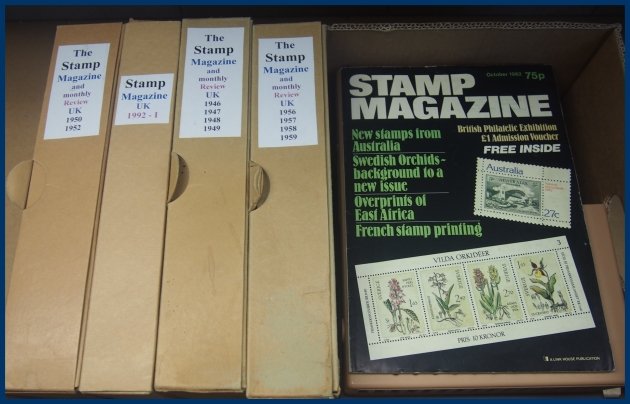 The
Stamp
Magazine
and
monthly
Review
UK
1950
1952
Stamp
Magazine
UK
1992 - 1
The
Stamp
Magazine
and
monthly
Review
UK
1946
1947
1948
1949
The
Stamp
Magazine
and
monthly
Review
UK
1956
1957
1958
1959
October 1982 75p
STAMP
MAGAZINE
New stamps from
Australia
Swedish Orchids~
background to a
new issue
Overprints of
East Africa
French stamp printing
British Philatelic Exhibition
£1 Admission Voucher
FREE INSIDE
Australia
27c
VILDA ORKIDÉER
3
PRIS 10 KRONOR
A LINK HOUSE PUBLICATION